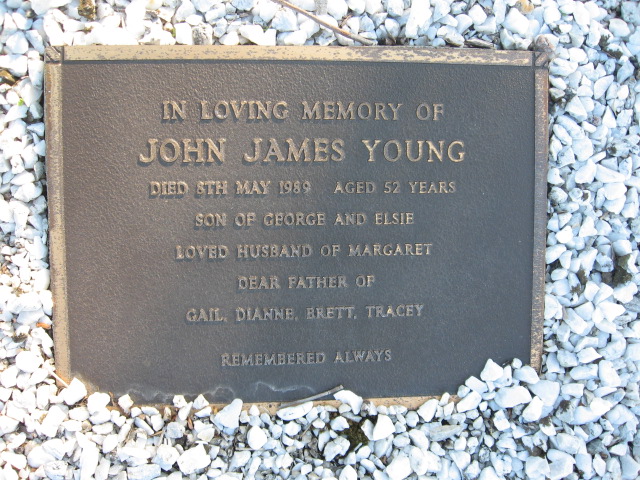 IN LOVING MEMORY OF
JOHN JAMES YOUNG
DIED 8TH MAY 1989 AGED 52 YEARS
SON OF GEORGE AND ELSIE
LOVED HUSBAND OF MARGARET
DEAR FATHER OF
GAIL, DIANNE, BRETT, TRACEY
REMEMBERED ALWAYS